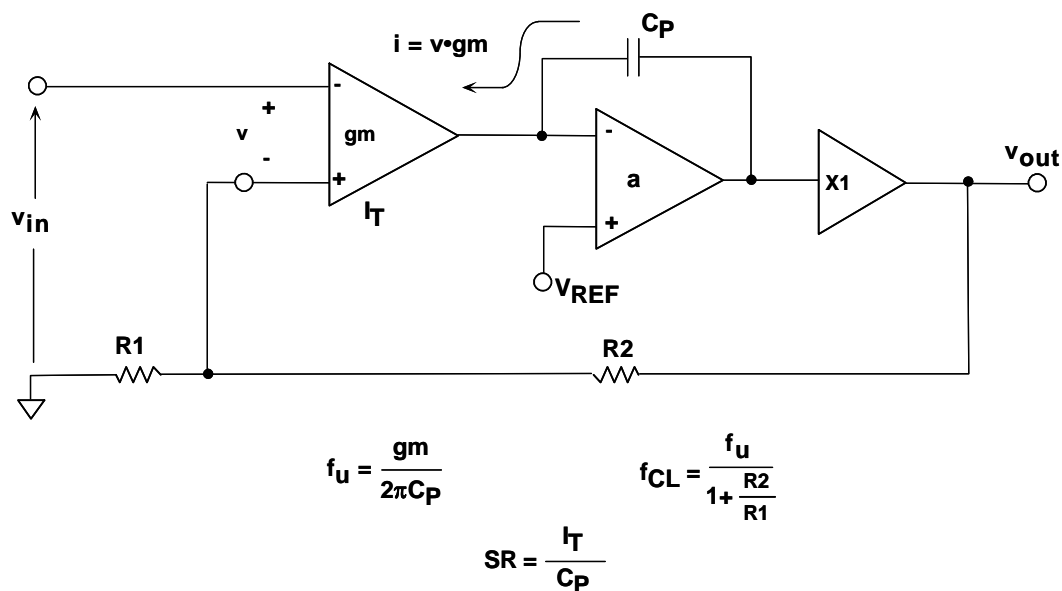 i = v•gm
CP
-
+
v
-
gm
+
IT
-
a
+
X1
vout
vin
VREF
R1
R2
fu = gm / 2πCP
fCL = fu / 1+ R2 / R1
SR = IT / CP